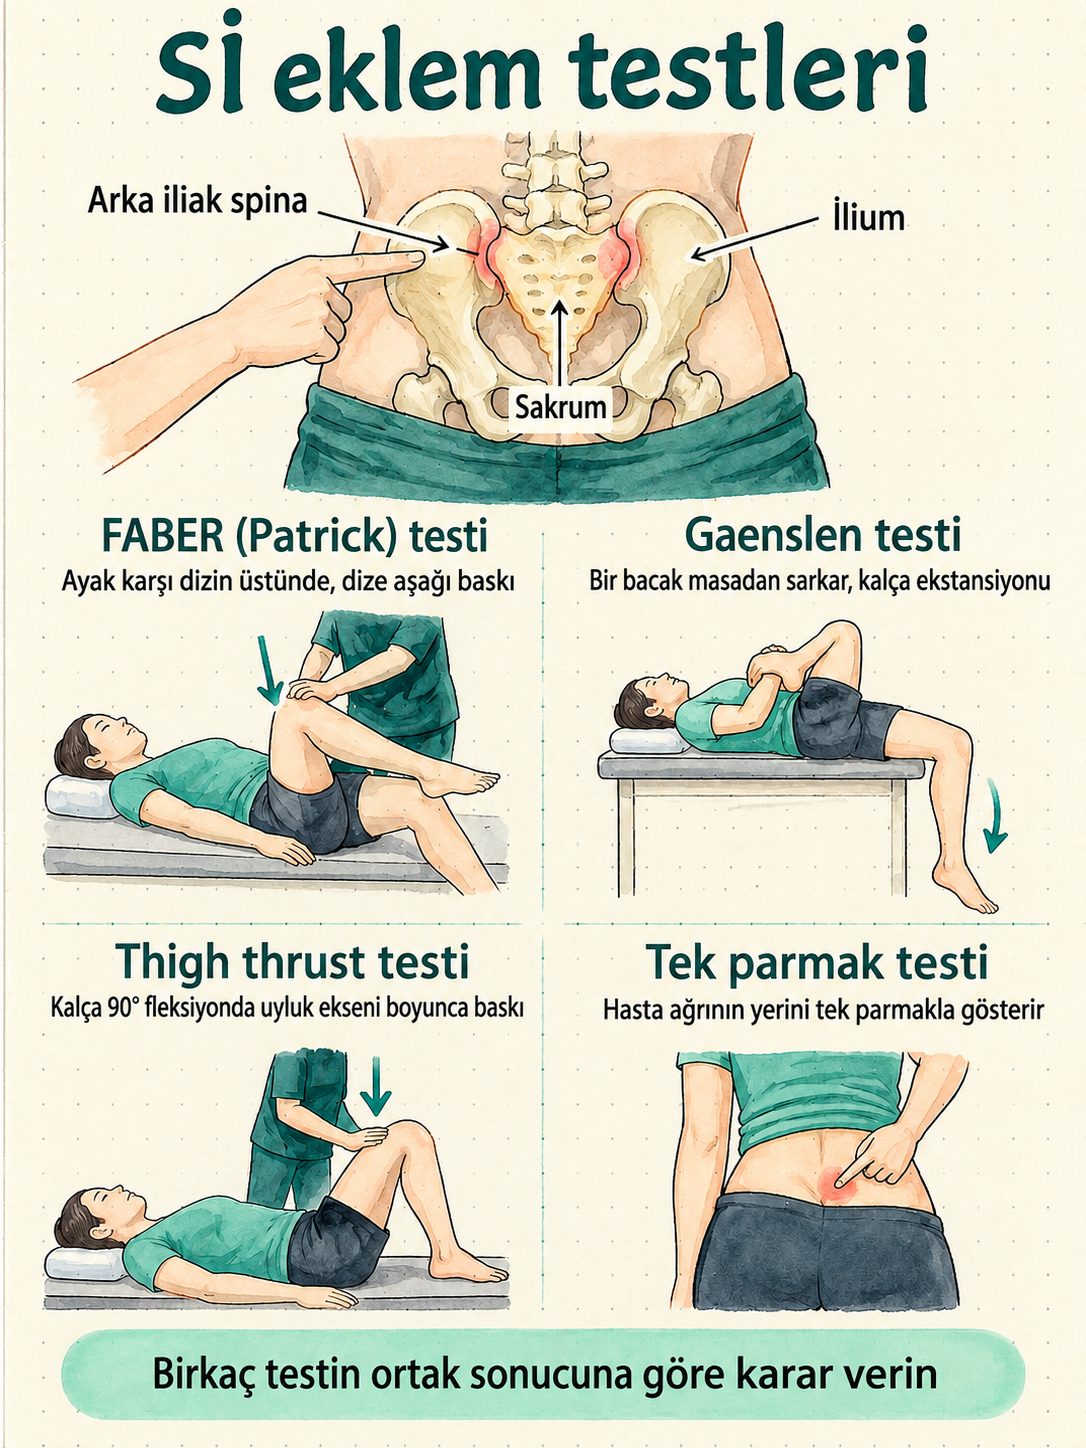 Sİ eklem testleri
Arka iliak spina
İlium
Sakrum
FABER (Patrick) testi
Ayak karşı dizin üstünde, dize aşağı baskı
Gaenslen testi
Bir bacak masadan sarkar, kalça ekstansiyonu
Thigh thrust testi
Kalça 90° fleksiyonda uyluk ekseni boyunca baskı
Tek parmak testi
Hasta ağrının yerini tek parmakla gösterir
Birkaç testin ortak sonucuna göre karar verin